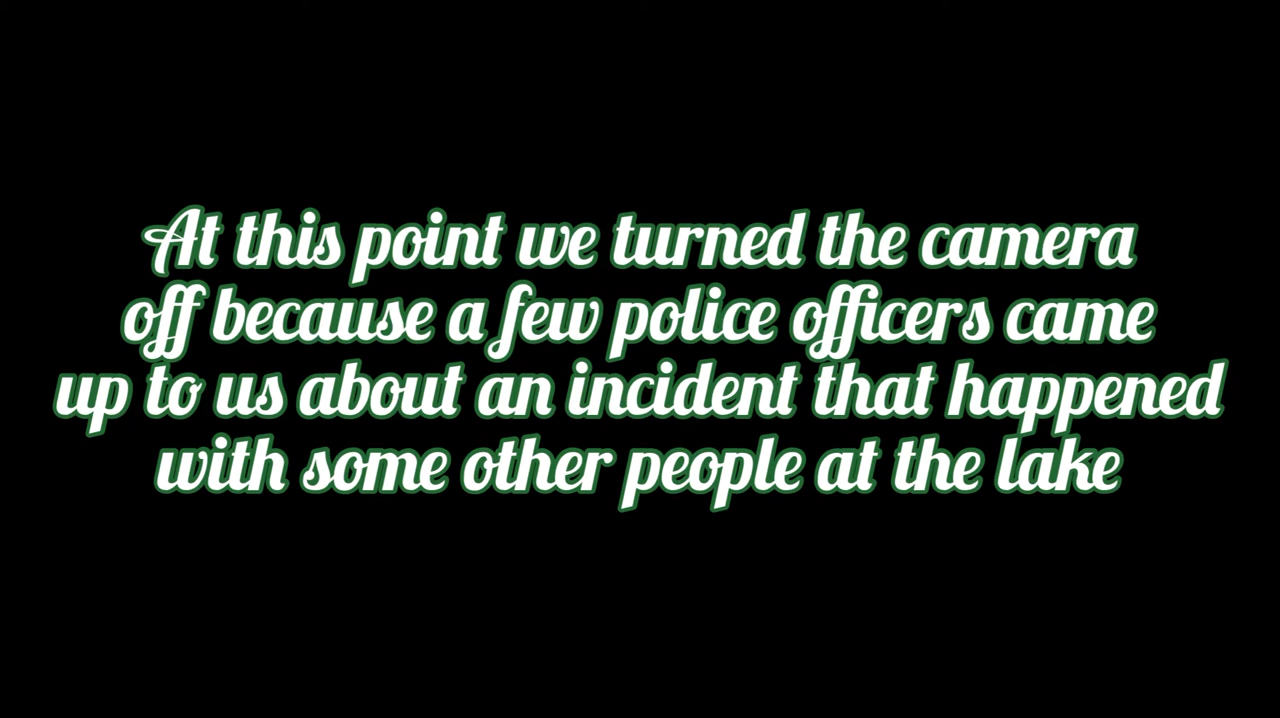 At this point we turned the camera
off because a few police officers came
up to us about an incident that happened
with some other people at the lake